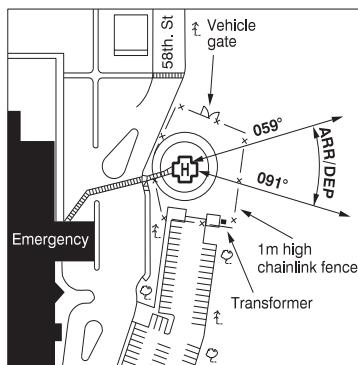 58th. St
Vehicle
gate
059°
ARR/DEP
H
091°
Emergency
1m high
chainlink fence
Transformer